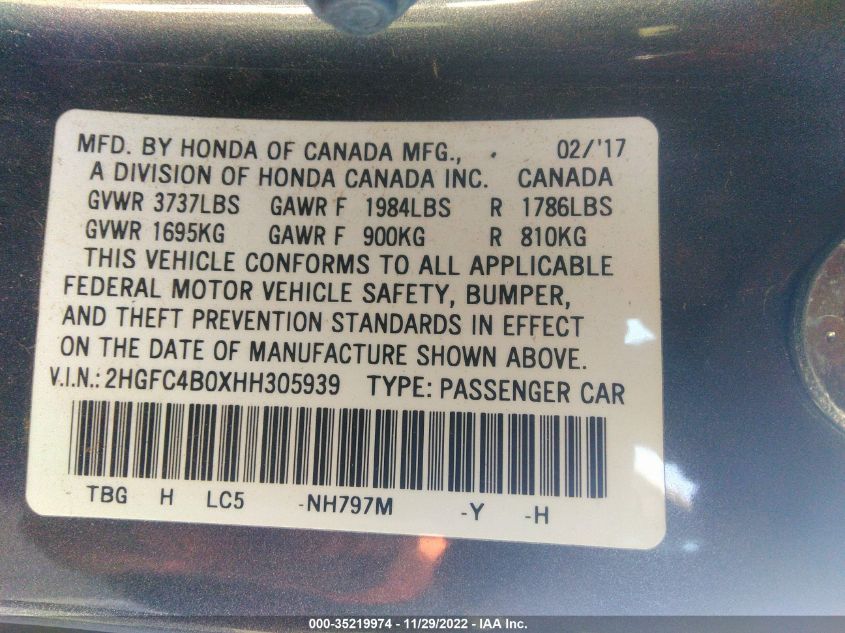 MFD. BY HONDA OF CANADA MFG., 02/'17
A DIVISION OF HONDA CANADA INC. CANADA
GVWR 3737LBS GAWR F 1984LBS R 1786LBS
GVWR 1695KG GAWR F 900KG R 810KG
THIS VEHICLE CONFORMS TO ALL APPLICABLE
FEDERAL MOTOR VEHICLE SAFETY, BUMPER,
AND THEFT PREVENTION STANDARDS IN EFFECT
ON THE DATE OF MANUFACTURE SHOWN ABOVE.
V.I.N.: 2HGFC4B0XHH305939 TYPE: PASSENGER CAR
TBG H LC5 -NH797M -Y -H
000-35219974 - 11/29/2022 - IAA Inc.